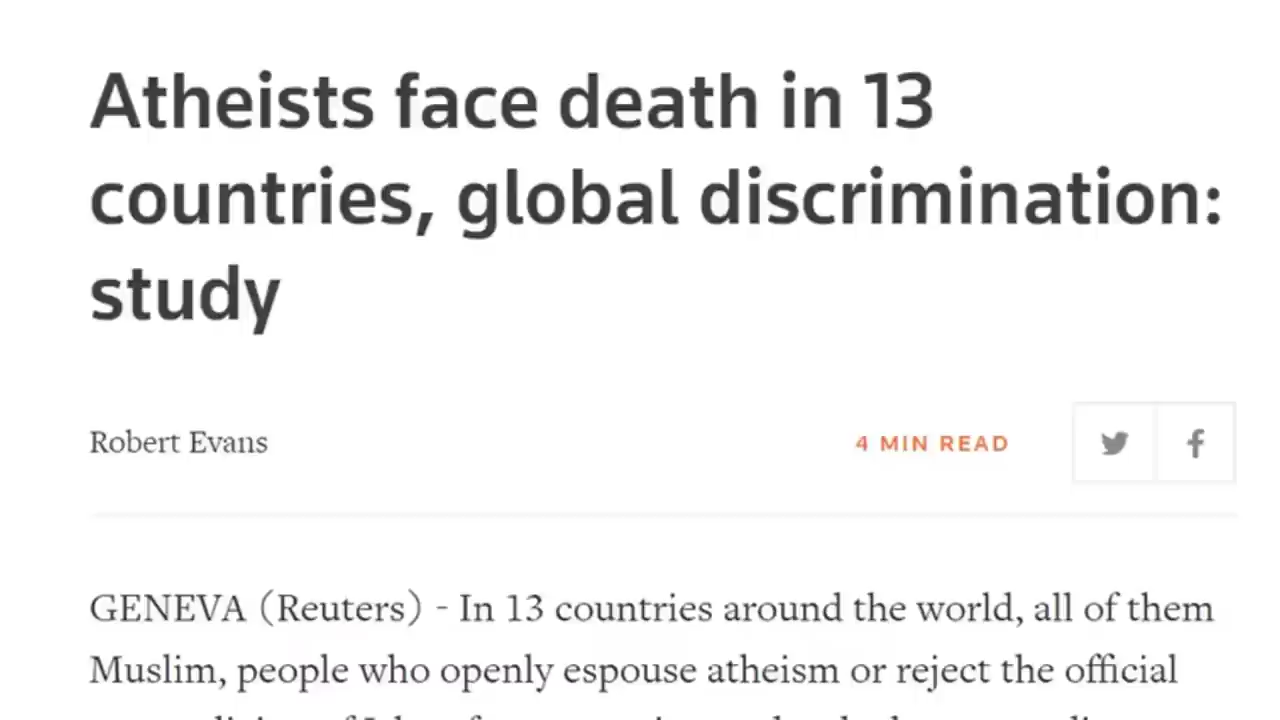 Atheists face death in 13
countries, global discrimination:
study
Robert Evans
4 MIN READ
GENEVA (Reuters) - In 13 countries around the world, all of them
Muslim, people who openly espouse atheism or reject the official